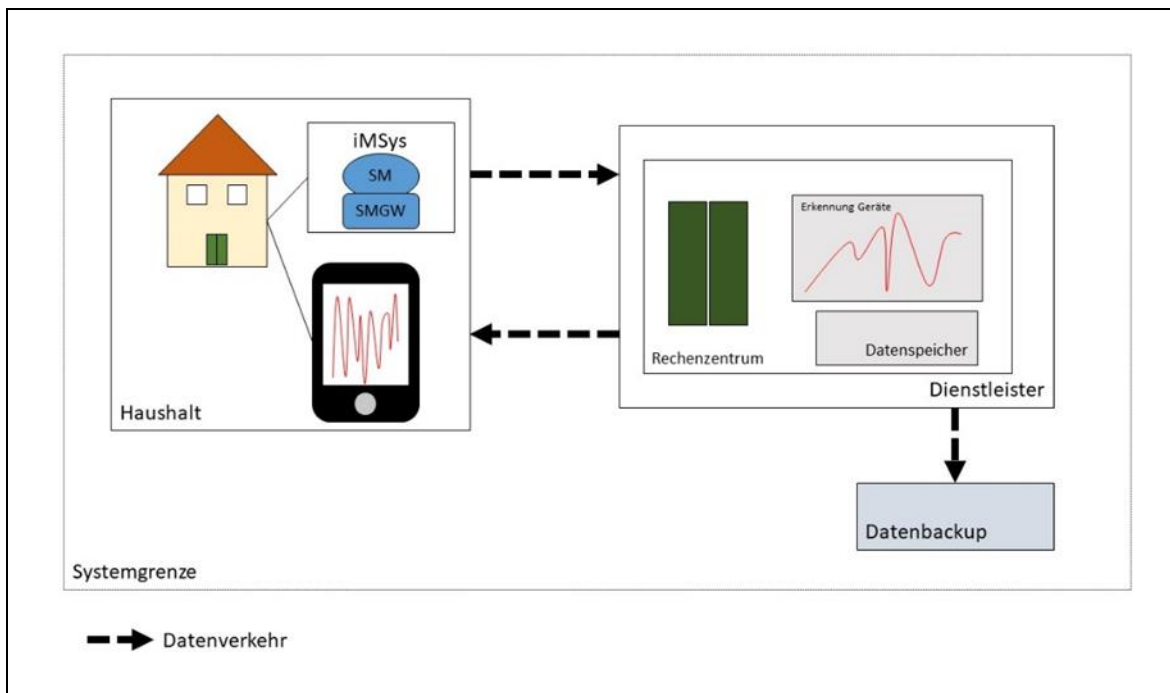 iMSys
SM
SMGW
Haushalt
Erkennung Geräte
Rechenzentrum
Datenspeicher
Dienstleister
Datenbackup
Systemgrenze
Datenverkehr